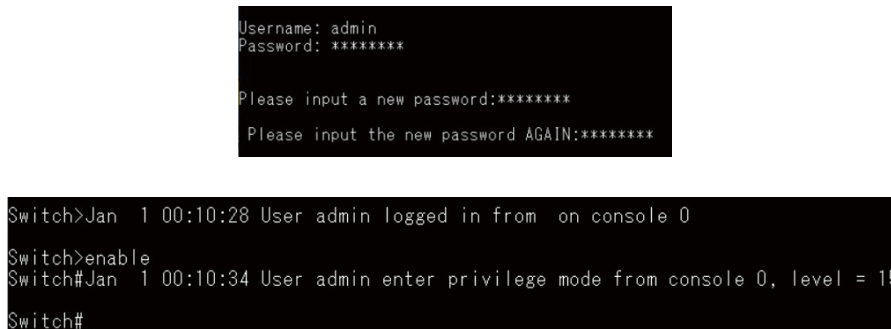 Username: admin
Password: ********
Please input a new password:********
Please input the new password AGAIN:********
Switch>Jan  1 00:10:28 User admin logged in from  on console 0
Switch>enable
Switch#Jan  1 00:10:34 User admin enter privilege mode from console 0, level = 15
Switch#